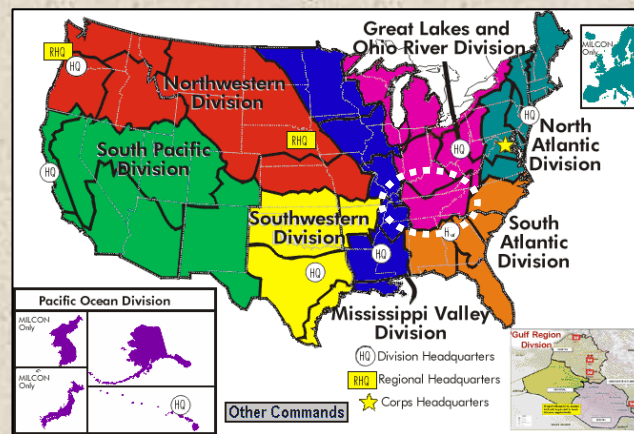 Great Lakes and
Ohio River Division
MILCON
Only
RHQ
HQ
Northwestern
Division
HQ
RHQ
HQ
North
Atlantic
Division
South Pacific
Division
HQ
Southwestern
Division
South
Atlantic
Division
HQ
HQ
Mississippi Valley
Division
Pacific Ocean Division
MILCON
Only
MILCON
Only
HQ
HQ Division Headquarters
RHQ Regional Headquarters
Corps Headquarters
Other Commands
Gulf Region
Division